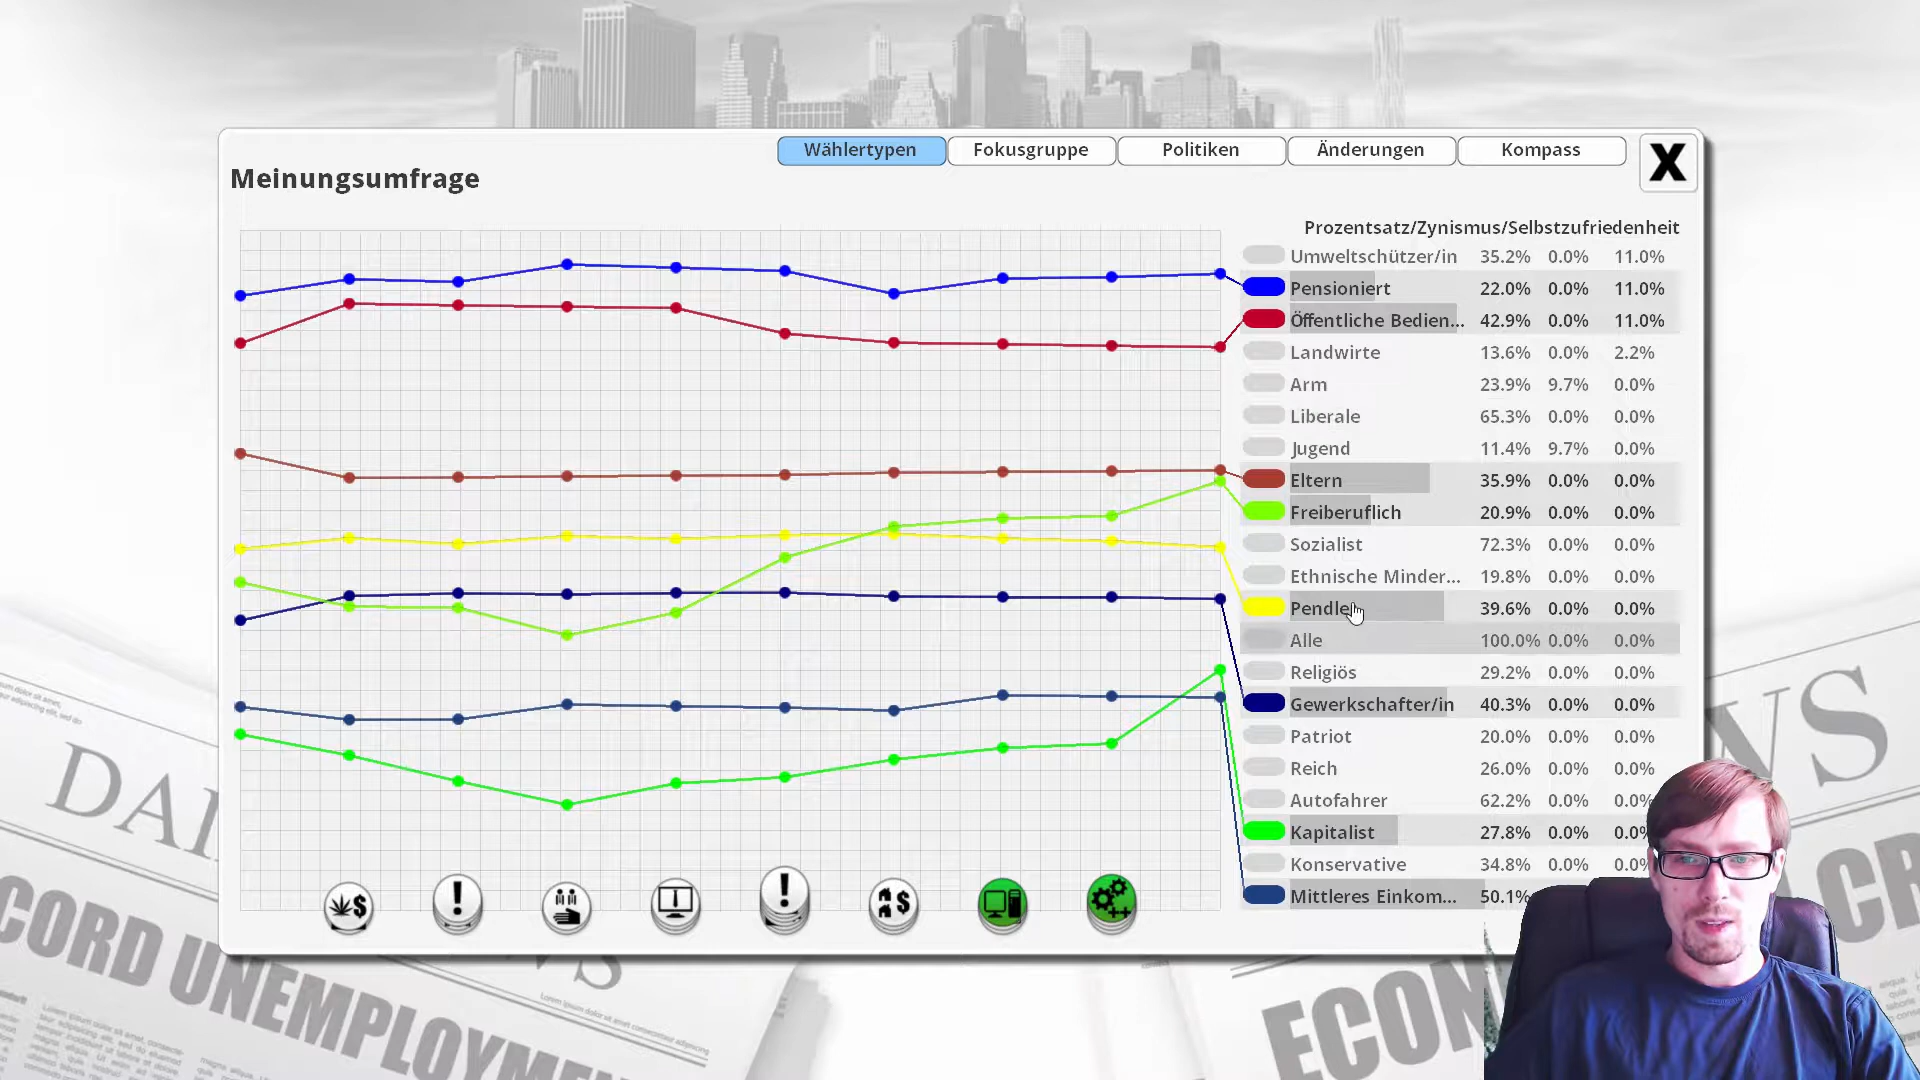 Wählertypen
Fokusgruppe
Politiken
Änderungen
Kompass
X
Meinungsumfrage
Prozentsatz/Zynismus/Selbstzufriedenheit
Umweltschützer/in 35.2% 0.0% 11.0%
Pensioniert 22.0% 0.0% 11.0%
Öffentliche Bedien... 42.9% 0.0% 11.0%
Landwirte 13.6% 0.0% 2.2%
Arm 23.9% 9.7% 0.0%
Liberale 65.3% 0.0% 0.0%
Jugend 11.4% 9.7% 0.0%
Eltern 35.9% 0.0% 0.0%
Freiberuflich 20.9% 0.0% 0.0%
Sozialist 72.3% 0.0% 0.0%
Ethnische Minder... 19.8% 0.0% 0.0%
Pendle 39.6% 0.0% 0.0%
Alle 100.0% 0.0% 0.0%
Religiös 29.2% 0.0% 0.0%
Gewerkschafter/in 40.3% 0.0% 0.0%
Patriot 20.0% 0.0% 0.0%
Reich 26.0% 0.0% 0.0%
Autofahrer 62.2% 0.0% 0.0%
Kapitalist 27.8% 0.0% 0.0%
Konservative 34.8% 0.0% 0.0%
Mittleres Einkom... 50.1%
DAI
WS
CORD UNEMPLOYME
ECON
CR